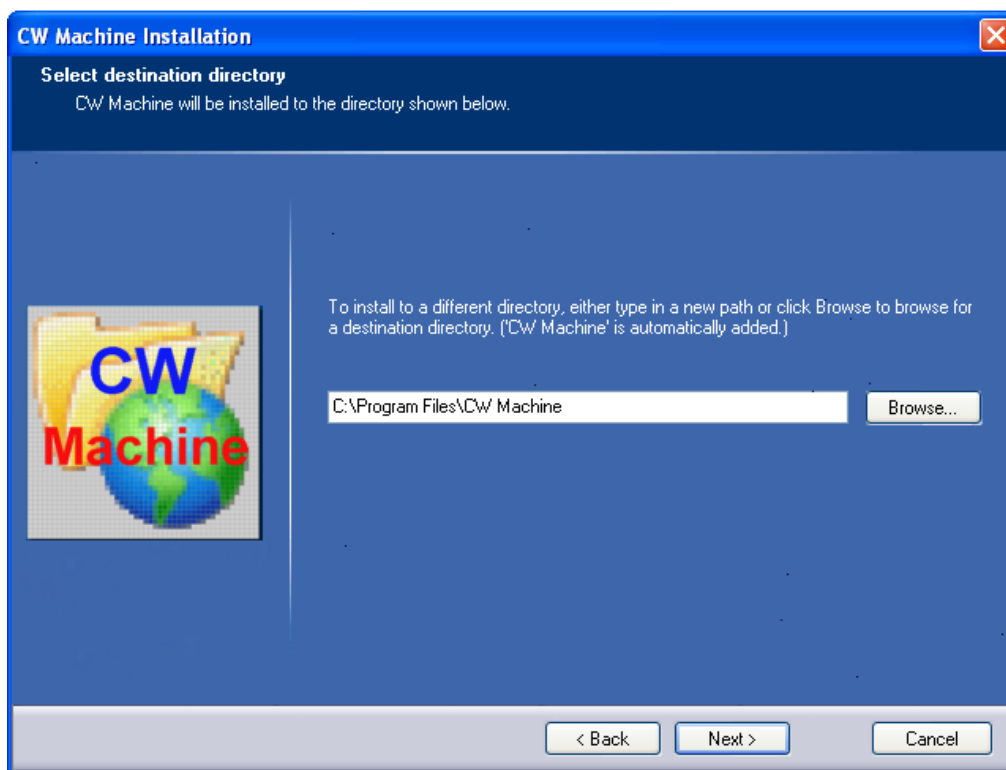 CW Machine Installation
Select destination directory
CW Machine will be installed to the directory shown below.
CW
Machine
To install to a different directory, either type in a new path or click Browse to browse for
a destination directory. ('CW Machine' is automatically added.)
C:\Program Files\CW Machine
Browse...
< Back
Next >
Cancel